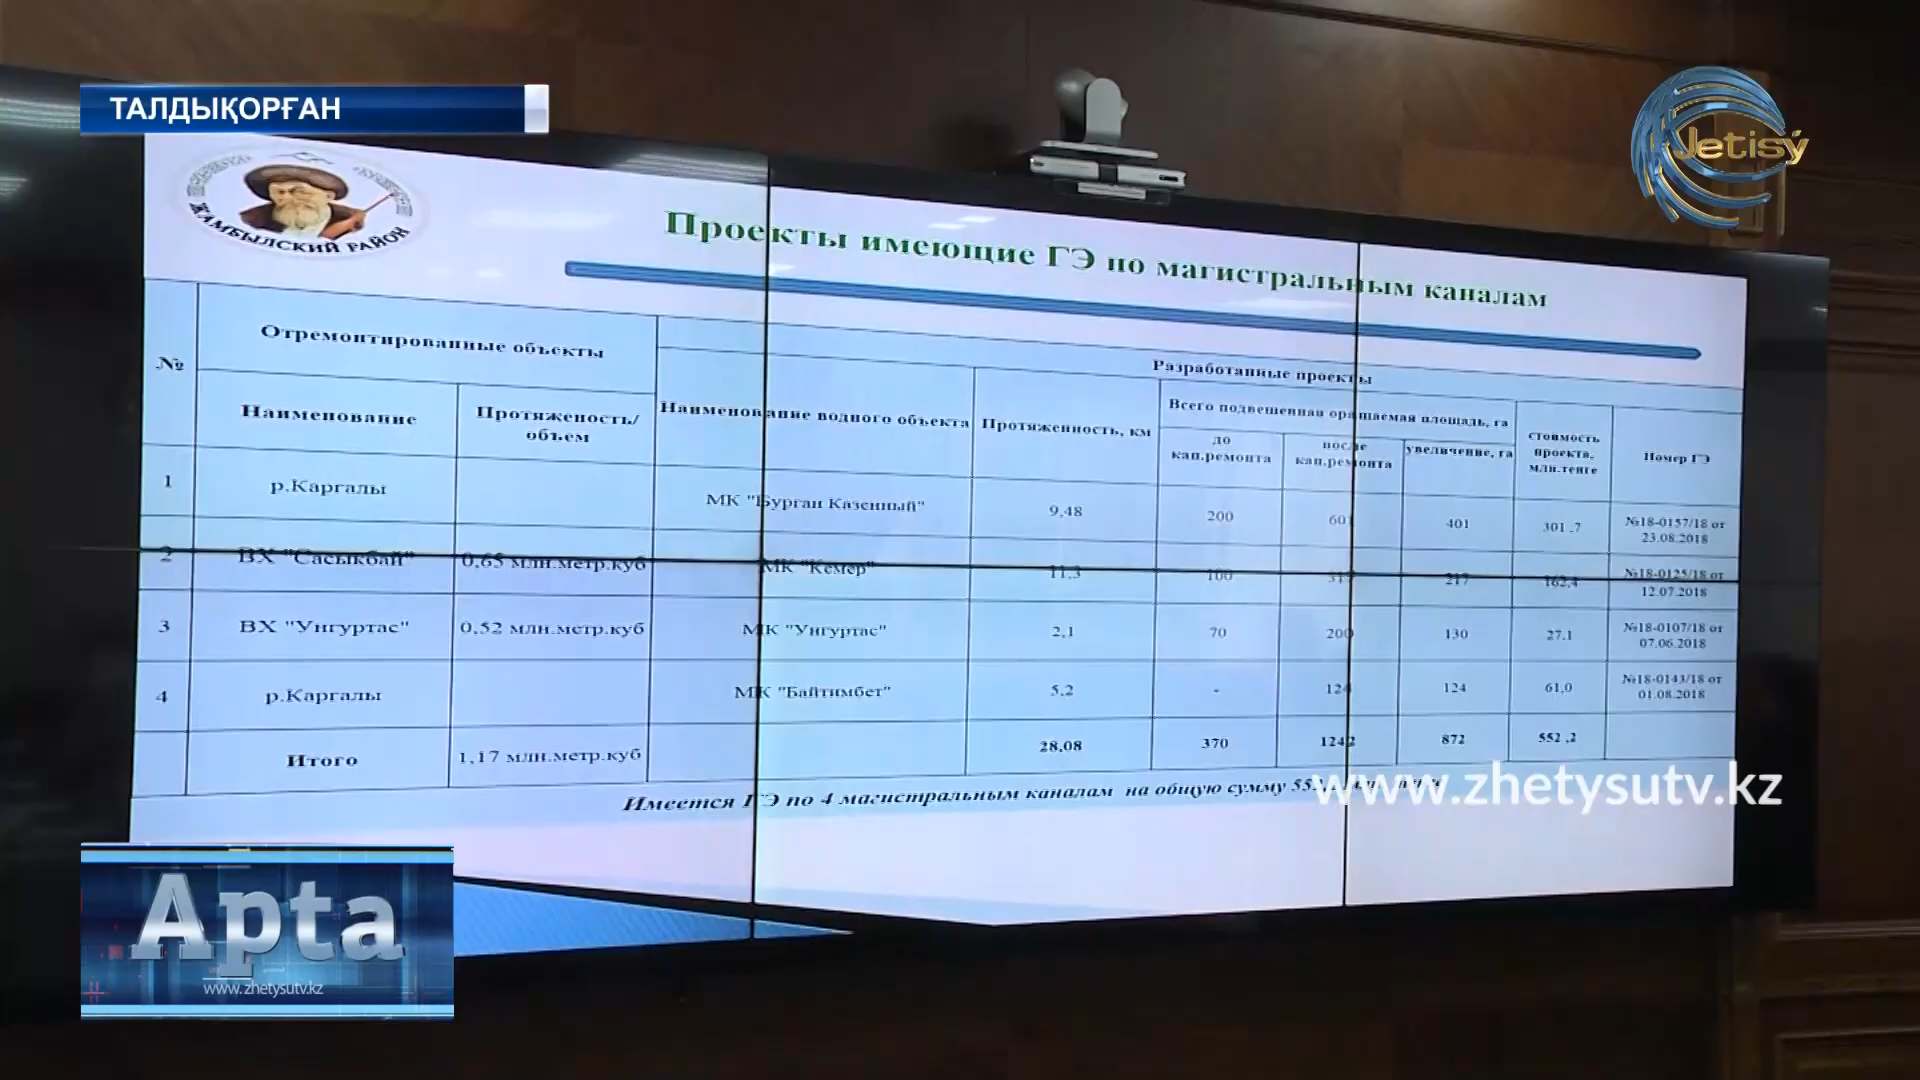 ТАЛДЫҚОРҒАН
Jetisý
ЖАМБЫЛСКИЙ РАЙОН
Проекты имеющие ГЭ по магистральным каналам
№
Отремонтированные объекты
Разработанные проекты
Наименование
Протяженость/
объем
Наименование водного объекта
Протяженность, км
Всего подвешенная орашаемая площадь, га
до
кап.ремонта
после
кап.ремонта
увеличение, га
стоимость
проекта,
млн.тенге
Номер ГЭ
1 р.Каргалы МК "Бурган Казенный" 9,48 200 601 401 301 ,7 №18-0157/18 от
23.08.2018
2 ВХ "Сасыкбай" 0,65 млн.метр.куб МК "Кемер" 11,3 100 317 217 162,4 №18-0125/18 от
12.07.2018
3 ВХ "Унгуртас" 0,52 млн.метр.куб МК "Унгуртас" 2,1 70 200 130 27.1 №18-0107/18 от
07.06.2018
4 р.Каргалы МК "Байтимбет" 5,2 - 124 124 61,0 №18-0143/18 от
01.08.2018
Итого 1,17 млн.метр.куб 28,08 370 1242 872 552 ,2
Имеется ГЭ по 4 магистральным каналам на общую сумму
www.zhetysutv.kz
Арта
www.zhetysutv.kz